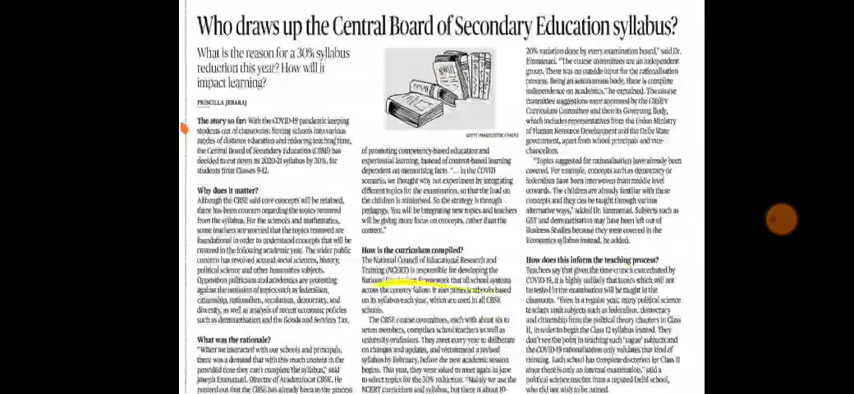 Who draws up the Central Board of Secondary Education syllabus?
What is the reason for a 30% syllabus
reduction this year? How will it
impact learning?
PRISCILLA JEBARAJ
The story so far: With the COVID-19 pandemic keeping
students out of classrooms, forcing schools into various
modes of distance education and reducing teaching time,
the Central Board of Secondary Education (CBSE) has
decided to cut down its 2020-21 syllabus by 30%, for
students from Classes 9-12.
Why does it matter?
Although the CBSE said core concepts will be retained,
there has been concern regarding the topics removed
from the syllabus. For the sciences and mathematics,
some teachers are worried that the topics removed are
foundational in order to understand concepts that will be
covered in the following academic year. The wider public
concern has revolved around social sciences, history,
political science and other humanities subjects.
Opposition politicians and academics are protesting
against the omission of topics such as federalism,
citizenship, nationalism, secularism, democracy, and
diversity, as well as analysis of recent economic policies
such as demonetisation and the Goods and Services Tax.
What was the rationale?
"When we interacted with our schools and principals,
there was a demand that with this much content in the
provided time they can't complete the syllabus," said
Joseph Emmanuel, Director of Academics at CBSE. He
pointed out that the CBSE has already been in the process
GETTY IMAGES/ISTOCKPHOTO
of promoting competency-based education and
experiential learning, instead of content-based learning
dependent on memorising facts. "... in the COVID
scenario, we thought why not experiment by integrating
different topics for the examination, so that the load on
the children is minimised. So the strategy is through
pedagogy. You will be integrating new topics and teachers
will be giving more focus on concepts, rather than the
content."
How is the curriculum compiled?
The National Council of Educational Research and
Training (NCERT) is responsible for developing the
National Curriculum Framework that all school systems
across the country follow. It also
on its syllabus each year, which are used in all CBSE
schools.
The CBSE course committees, each with about six to
seven members, comprises school teachers as well as
university professors. They meet every year to deliberate
on changes and updates, and recommend a revised
syllabus by February, before the new academic session
begins. This year, they were asked to meet again in June
to select topics for the 30% reduction. "Mainly we use the
NCERT curriculum and syllabus, but there is about 10-
20% variation done by every examination board," said Dr.
Emmanuel. "The course committees are an independent
group. There was no outside input for the rationalisation
process. Being an autonomous body, there is complete
independence on academics," he explained. The course
committee suggestions were approved by the CBSE's
Curriculum Committee and then its Governing Body,
which includes representatives from the Union Ministry
of Human Resource Development and the Delhi State
government, apart from school principals and vice-
chancellors.
"Topics suggested for rationalisation have already been
covered. For example, concepts such as democracy or
federalism have been interwoven from middle level
onwards. The children are already familiar with these
concepts and they can be taught through various
alternative ways," added Dr. Emmanuel. Subjects such as
GST and demonetisation may have been left out of
Business Studies because they were covered in the
Economics syllabus instead, he added.
How does this inform the teaching process?
Teachers say that given the time crunch exacerbated by
COVID-19, it is highly unlikely that topics which will not
be tested in the examination will be taught in the
classroom. "Even in a regular year, many political science
teachers omit subjects such as federalism, democracy
and citizenship from the political theory chapters in Class
11, in order to begin the Class 12 syllabus instead. They
don't see the point in teaching such 'vague' subjects and
the COVID-19 rationalisation only validates that kind of
thinking. Each school has complete discretion for Class 11
since there is only an internal examination," said a
political science teacher from a reputed Delhi school,
who did not wish to be named.